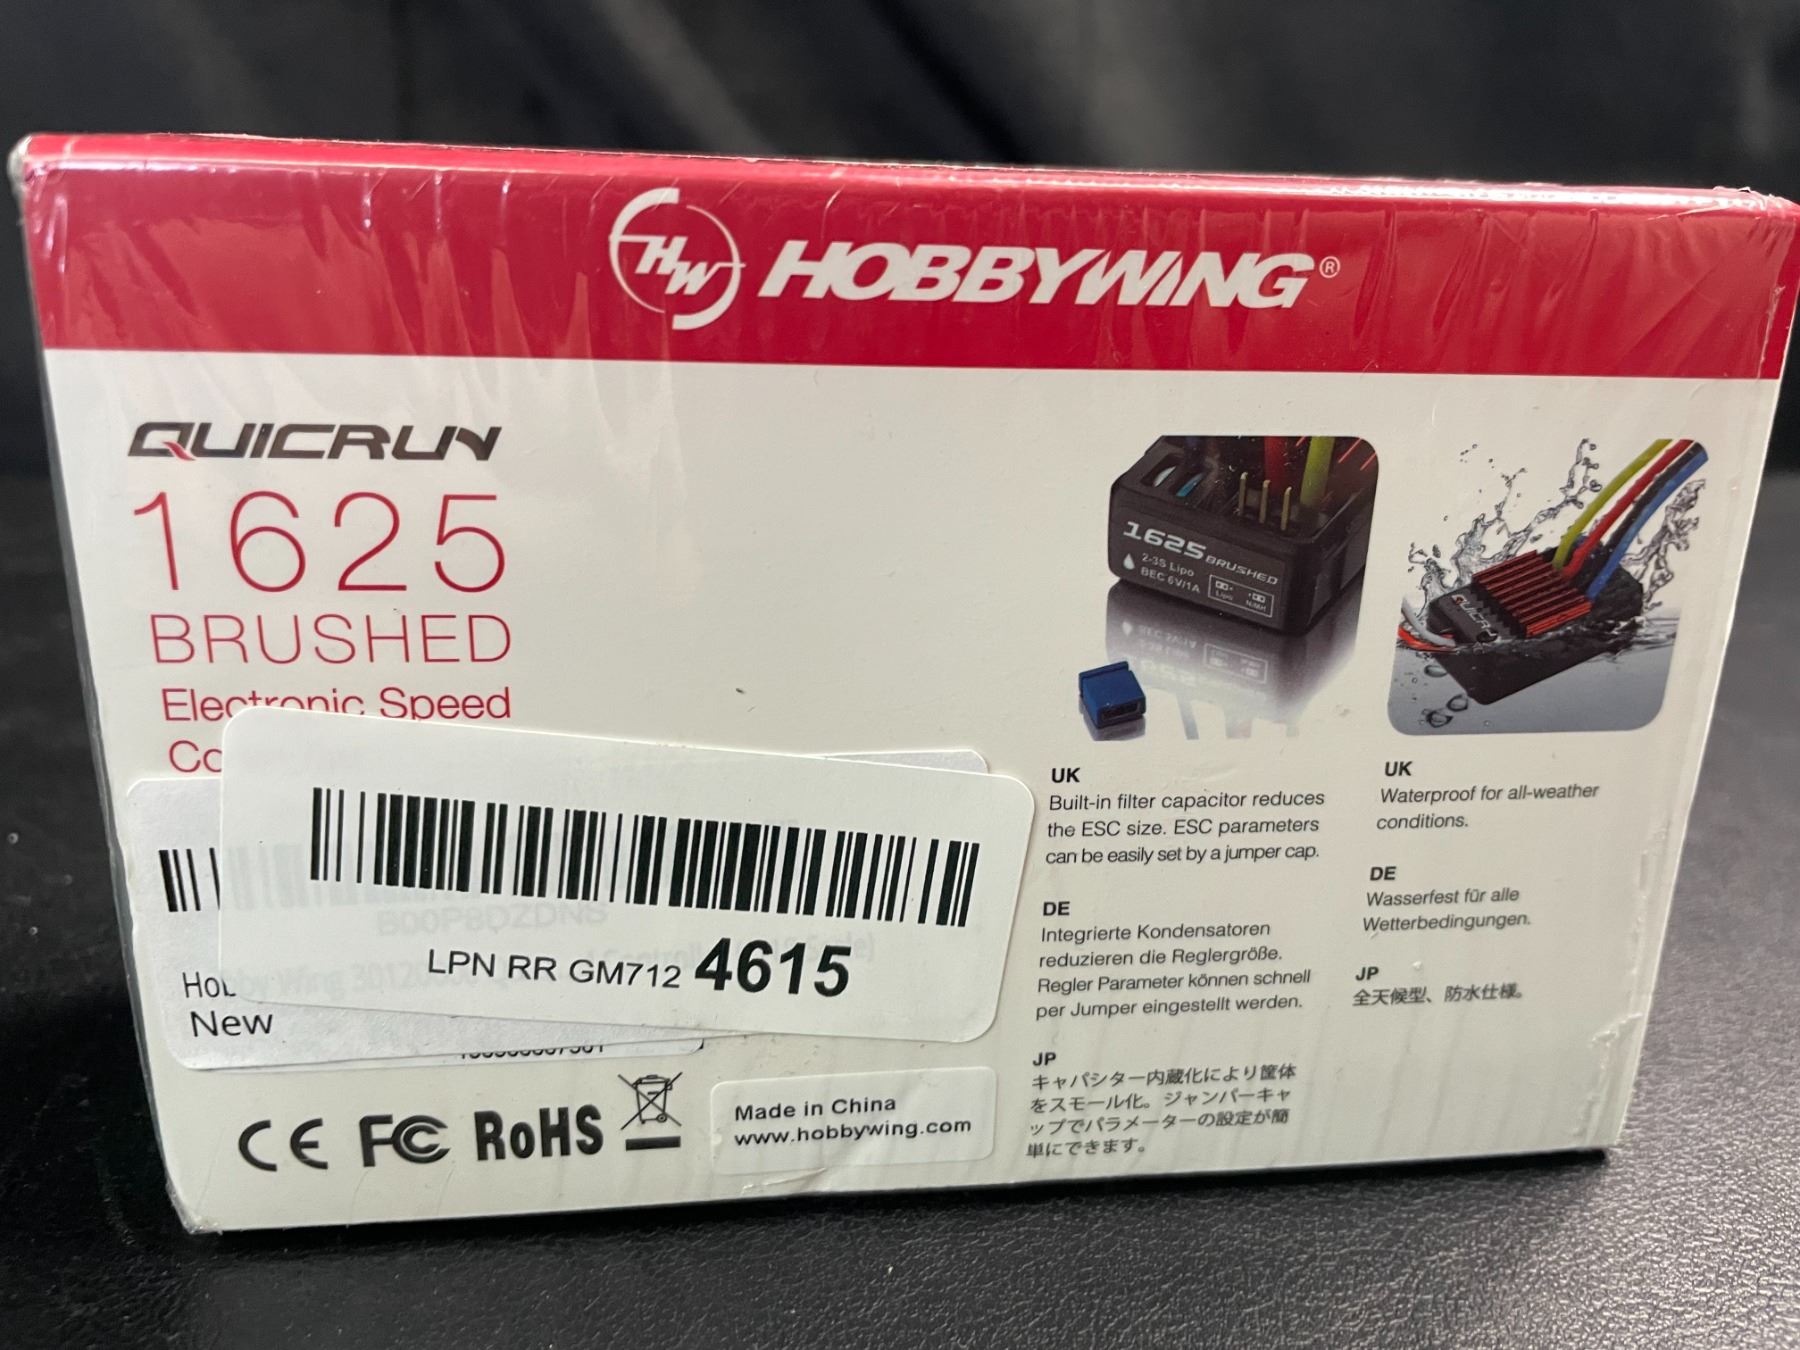 HW HOBBYWING®
QUICRUN
1625
BRUSHED
Electronic Speed
1625 BRUSHED
2-3S Lipo
BEC 6V/1A
Lipo NiMH
QUICRUN
UK
Built-in filter capacitor reduces
the ESC size. ESC parameters
can be easily set by a jumper cap.
DE
Integrierte Kondensatoren
reduzieren die Reglergröße.
Regler Parameter können schnell
per Jumper eingestellt werden.
JP
キャパシター内蔵化により筐体
をスモール化。ジャンパーキャ
ップでパラメーターの設定が簡
単にできます。
UK
Waterproof for all-weather
conditions.
DE
Wasserfest für alle
Wetterbedingungen.
JP
全天候型、防水仕様。
B00P8DZDNS
LPN RR GM712 4615
New
CE FC RoHS
Made in China
www.hobbywing.com